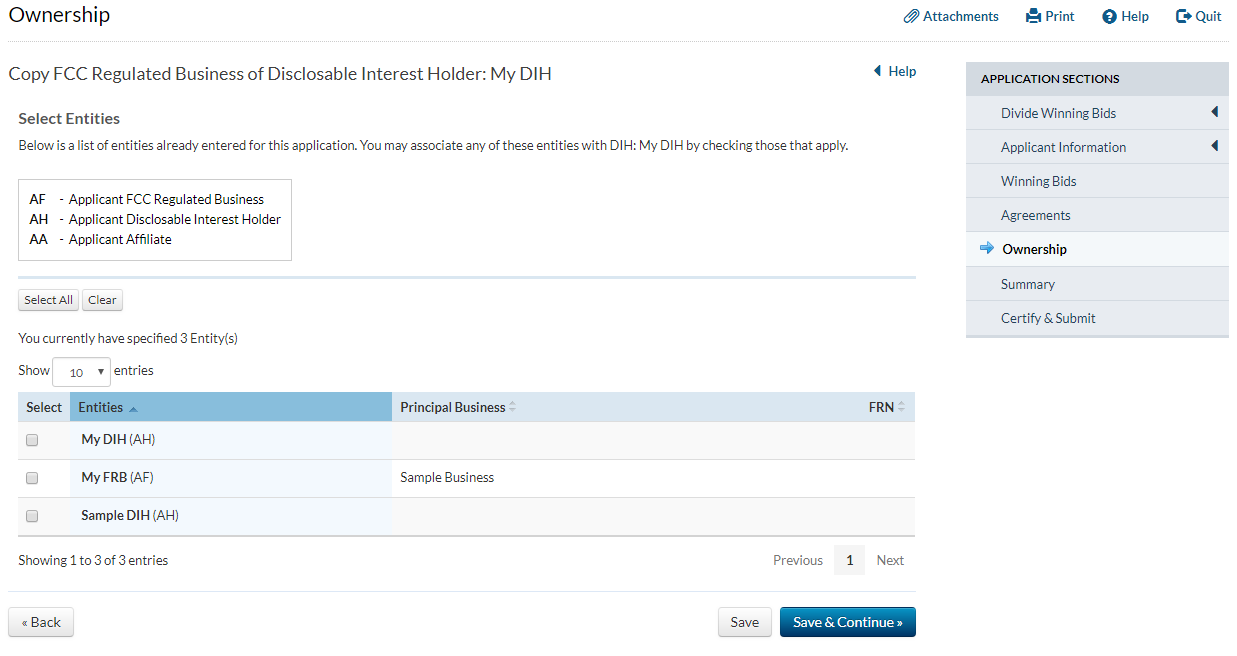 Ownership
Attachments Print Help Quit
Copy FCC Regulated Business of Disclosable Interest Holder: My DIH
Help
Select Entities
Below is a list of entities already entered for this application. You may associate any of these entities with DIH: My DIH by checking those that apply.
AF - Applicant FCC Regulated Business
AH - Applicant Disclosable Interest Holder
AA - Applicant Affiliate
Select All Clear
You currently have specified 3 Entity(s)
Show 10 entries
Select Entities Principal Business FRN
My DIH (AH)
My FRB (AF) Sample Business
Sample DIH (AH)
Showing 1 to 3 of 3 entries
Previous 1 Next
« Back Save Save & Continue »
APPLICATION SECTIONS
Divide Winning Bids
Applicant Information
Winning Bids
Agreements
Ownership
Summary
Certify & Submit